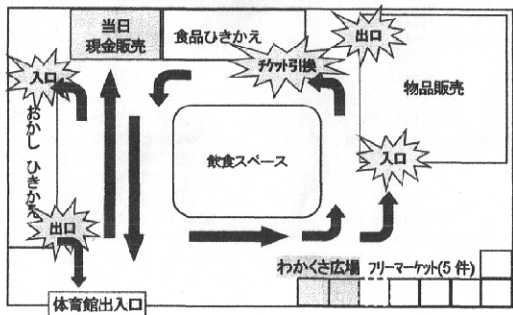 当日
現金販売
食品ひきかえ
出口
チケット引換
入口
物品販売
おかし ひきかえ
飲食スペース
入口
出口
わかくさ広場 フリーマーケット(5件)
体育館出入口